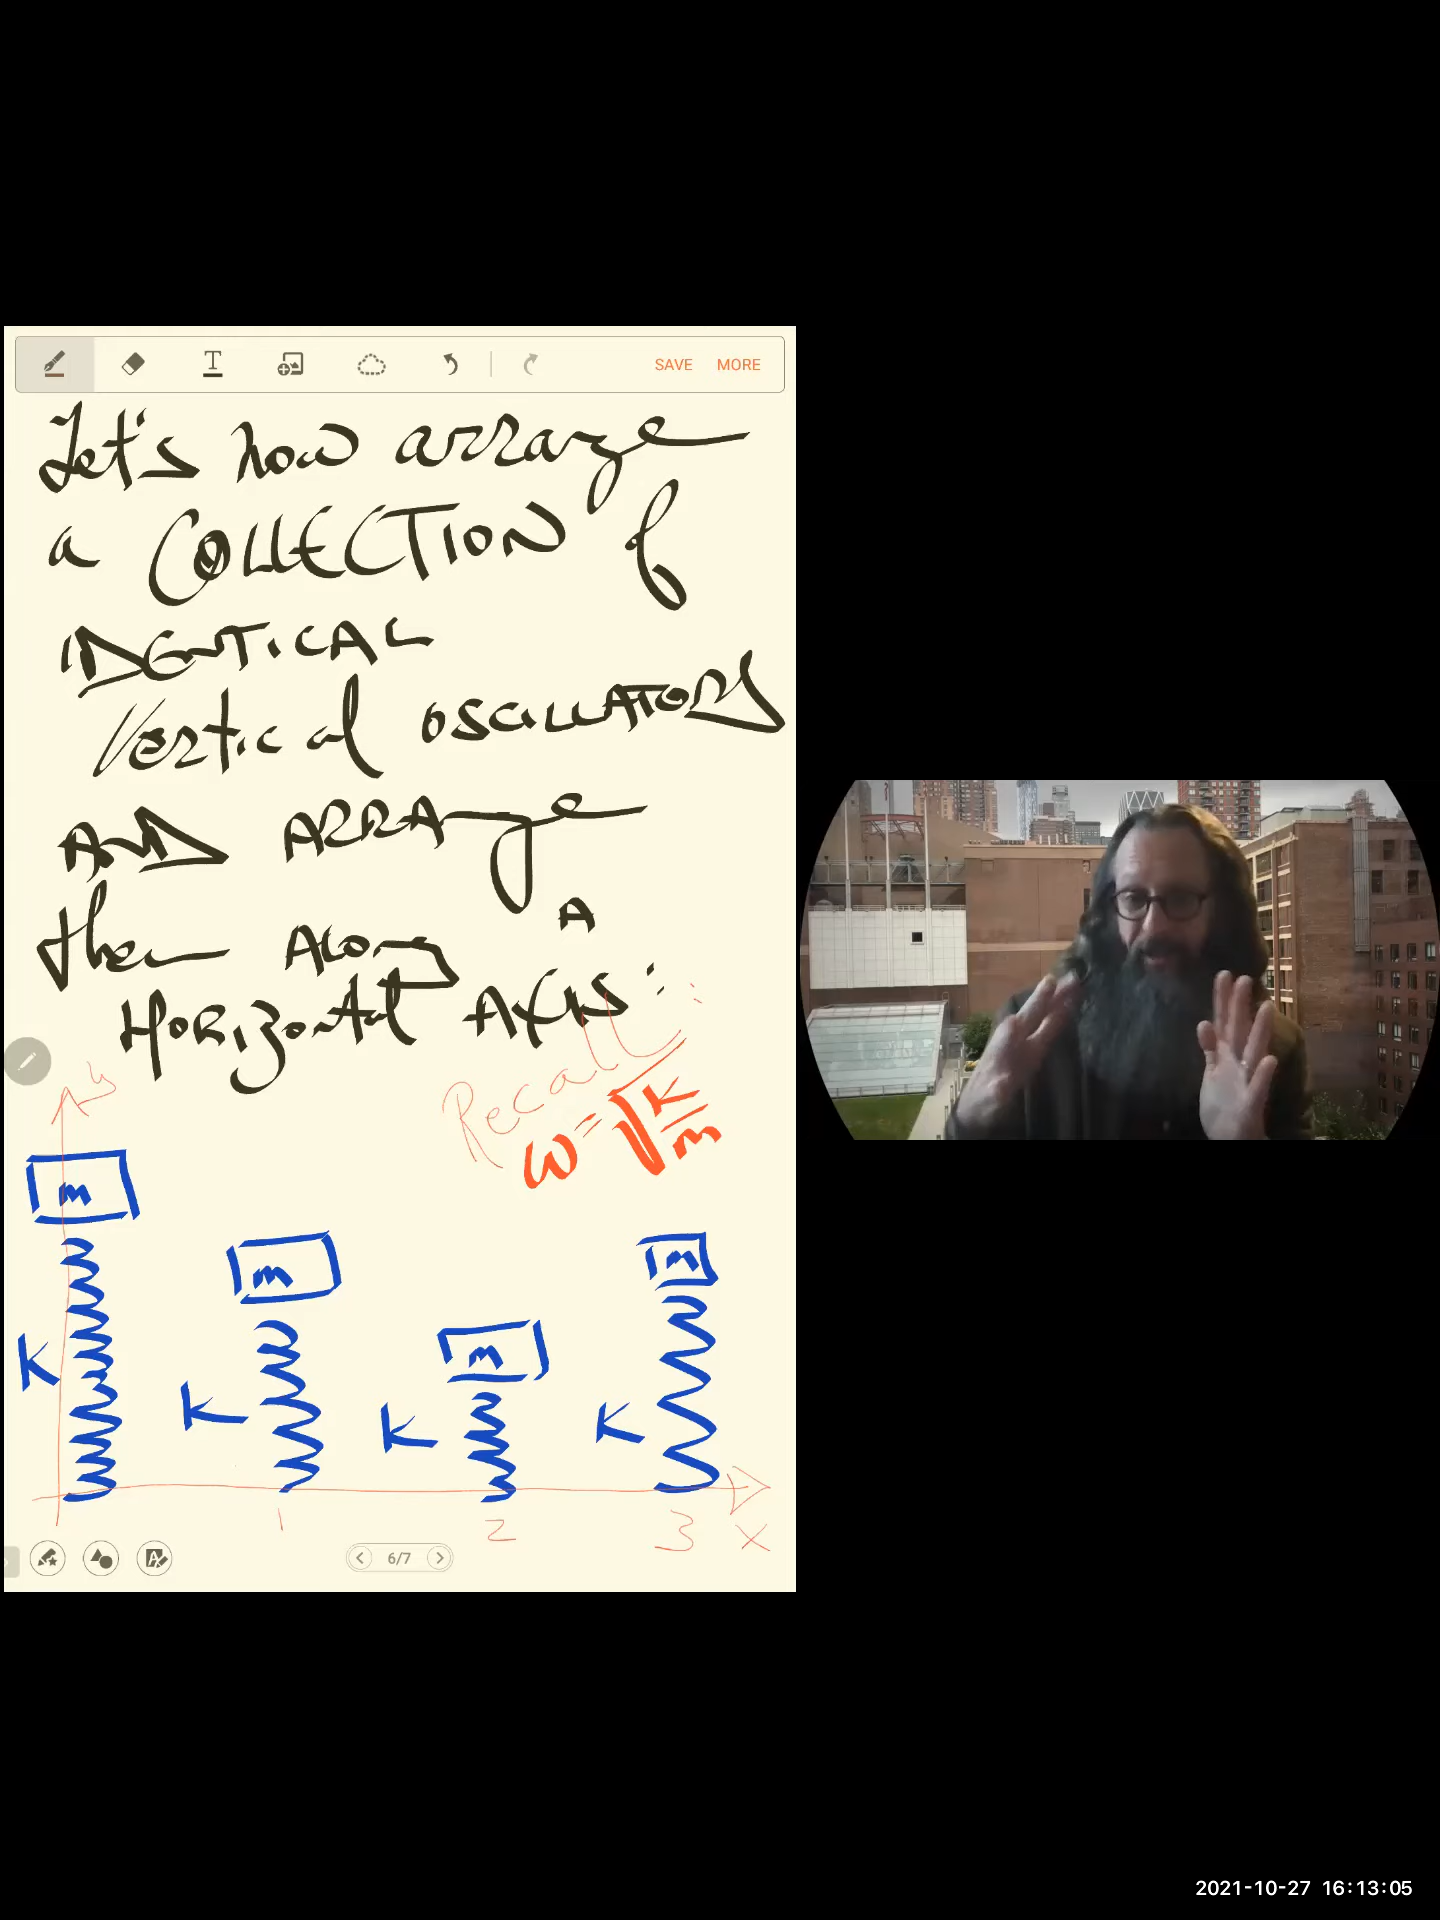 SAVE MORE
Let's now arrange
a COLLECTION of
IDENTICAL
Vertical OSCILLATORY
AND ARRAnge
them Along A
HORIZontal AXIS:
Recall:
ω = √K/m
y
m
m
m
m
K
K
K
K
1 2 3 X
6/7
2021-10-27 16:13:05